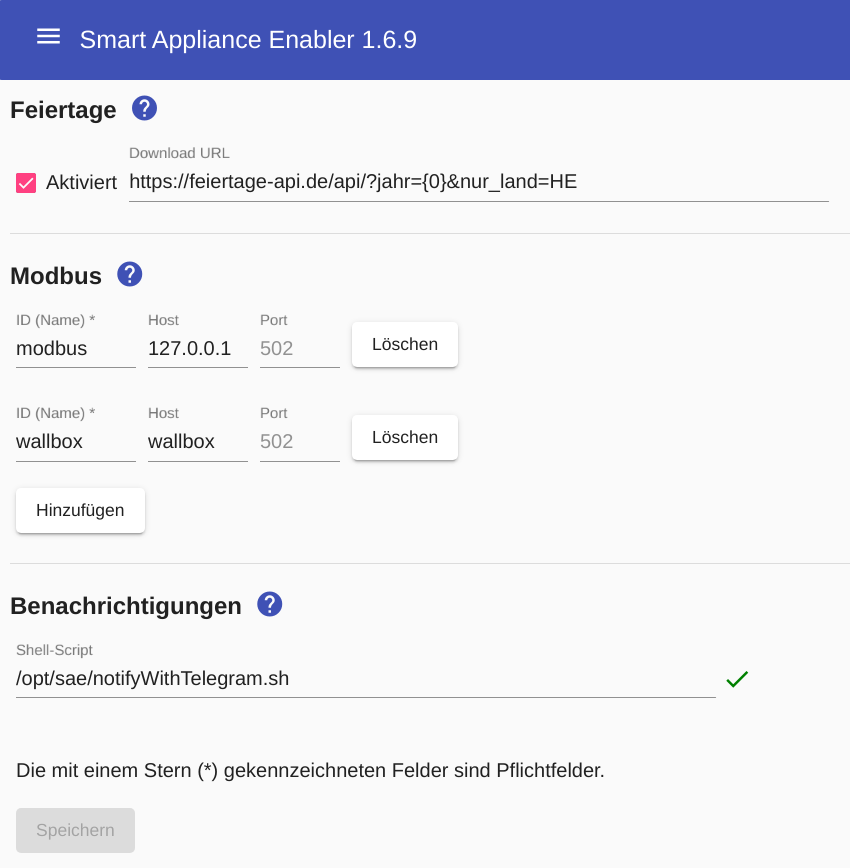 Smart Appliance Enabler 1.6.9
Feiertage ?
Download URL
Aktiviert https://feiertage-api.de/api/?jahr={0}&nur_land=HE
Modbus ?
ID (Name) * Host Port
modbus 127.0.0.1 502 Löschen
ID (Name) * Host Port
wallbox wallbox 502 Löschen
Hinzufügen
Benachrichtigungen ?
Shell-Script
/opt/sae/notifyWithTelegram.sh
Die mit einem Stern (*) gekennzeichneten Felder sind Pflichtfelder.
Speichern